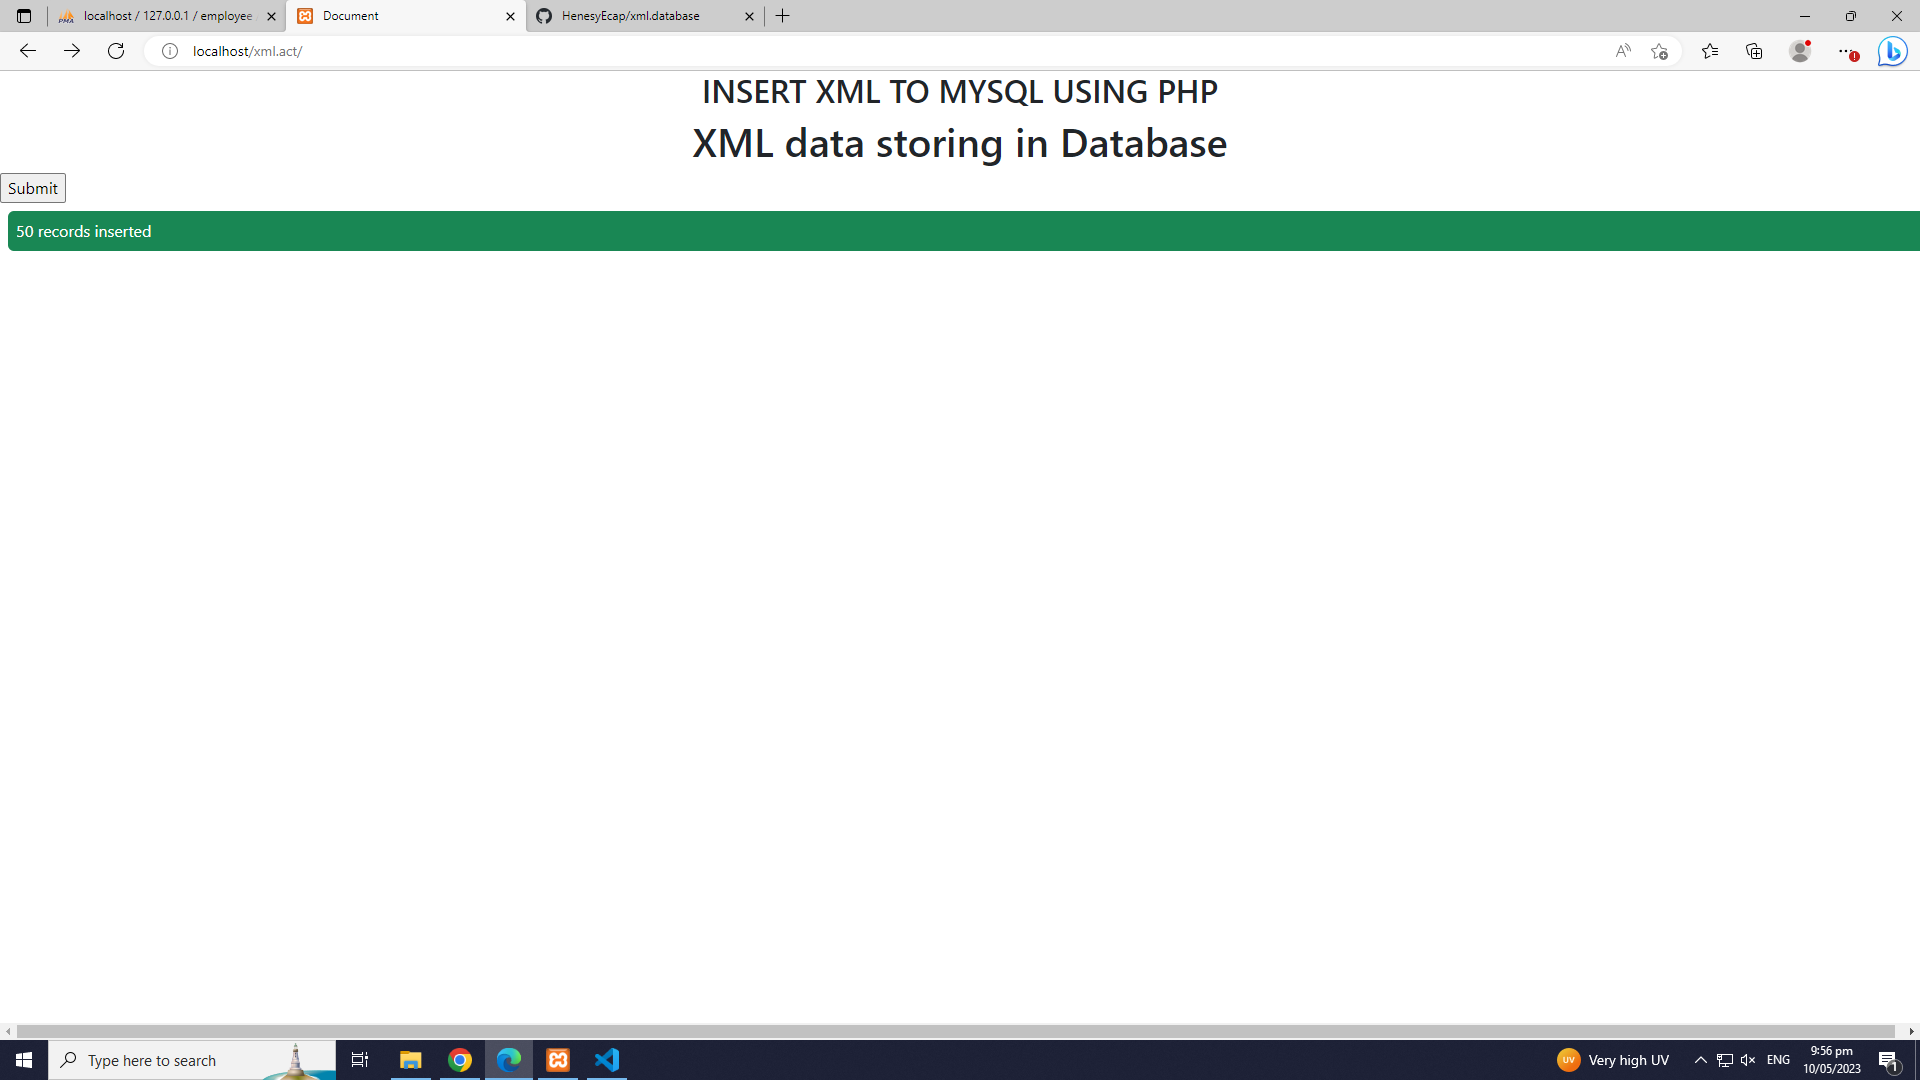 localhost / 127.0.0.1 / employee
Document
HenesyEcap/xml.database
localhost/xml.act/
INSERT XML TO MYSQL USING PHP
XML data storing in Database
Submit
50 records inserted
Type here to search
UV
Very high UV
ENG
9:56 pm
10/05/2023
1